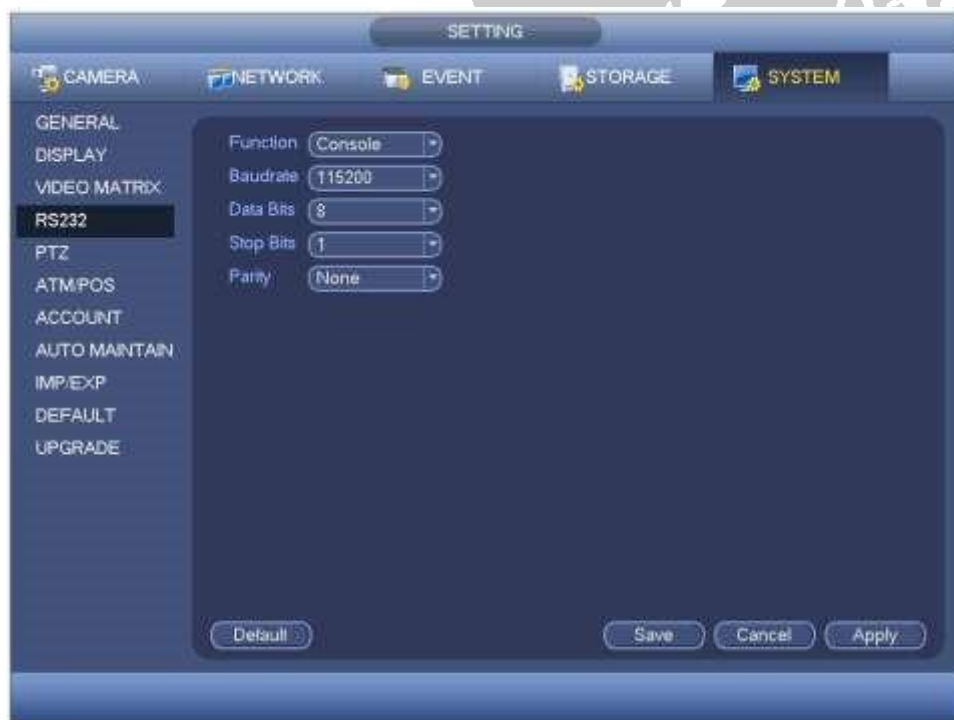 SETTING
CAMERA NETWORK EVENT STORAGE SYSTEM
GENERAL
DISPLAY
VIDEO MATRIX
RS232
PTZ
ATM/POS
ACCOUNT
AUTO MAINTAIN
IMP/EXP
DEFAULT
UPGRADE
Function Console
Baudrate 115200
Data Bits 8
Stop Bits 1
Parity None
Default Save Cancel Apply